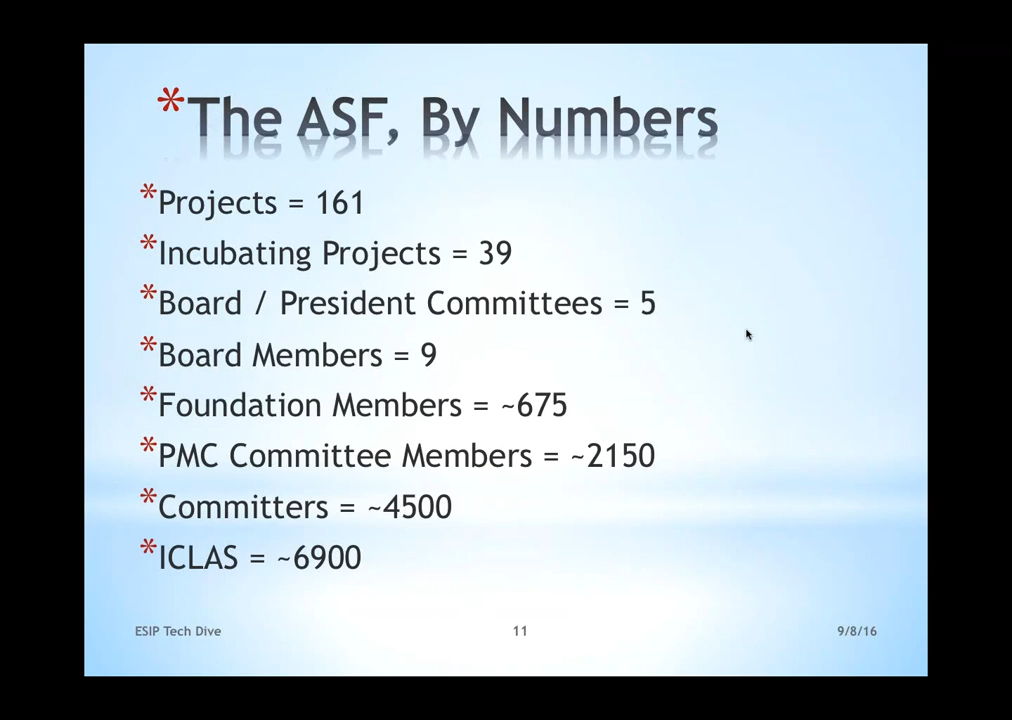 *The ASF, By Numbers
*Projects = 161
*Incubating Projects = 39
*Board / President Committees = 5
*Board Members = 9
*Foundation Members = ~675
*PMC Committee Members = ~2150
*Committers = ~4500
*ICLAS = ~6900
ESIP Tech Dive 11 9/8/16